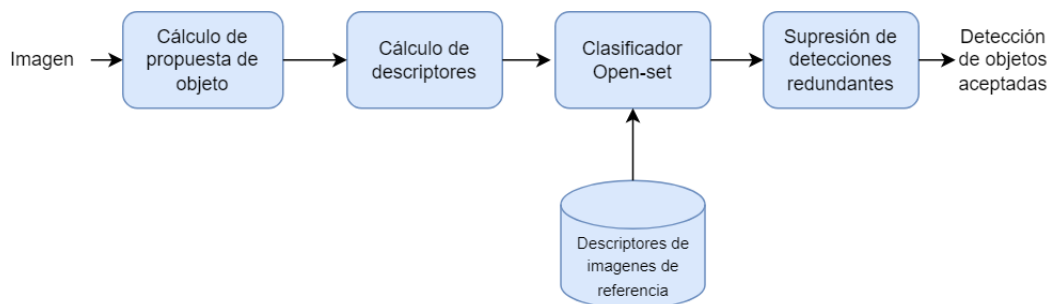 Imagen
Cálculo de
propuesta de
objeto
Cálculo de
descriptores
Clasificador
Open-set
Supresión de
detecciones
redundantes
Detección
de objetos
aceptadas
Descriptores de
imagenes de
referencia